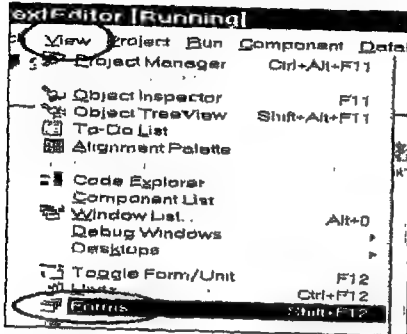 extEditor [Running]
View Project Run Component Data
Project Manager Ctrl+Alt+F11
Object Inspector F11
Object TreeView Shift+Alt+F11
To-Do List
Alignment Palette
Code Explorer
Component List
Window List... Alt+0
Debug Windows
Desktops
Toggle Form/Unit F12
Units... Ctrl+F12
Forms... Shift+F12